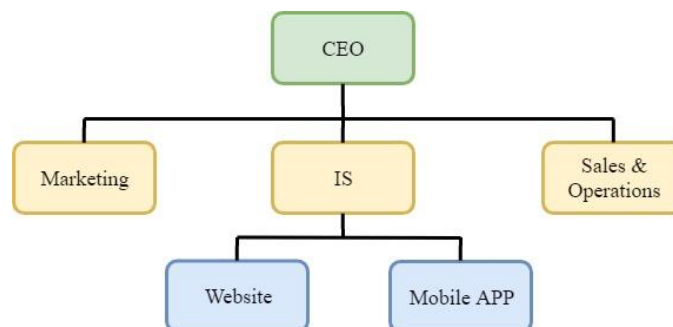 CEO
Marketing
IS
Sales &
Operations
Website
Mobile APP